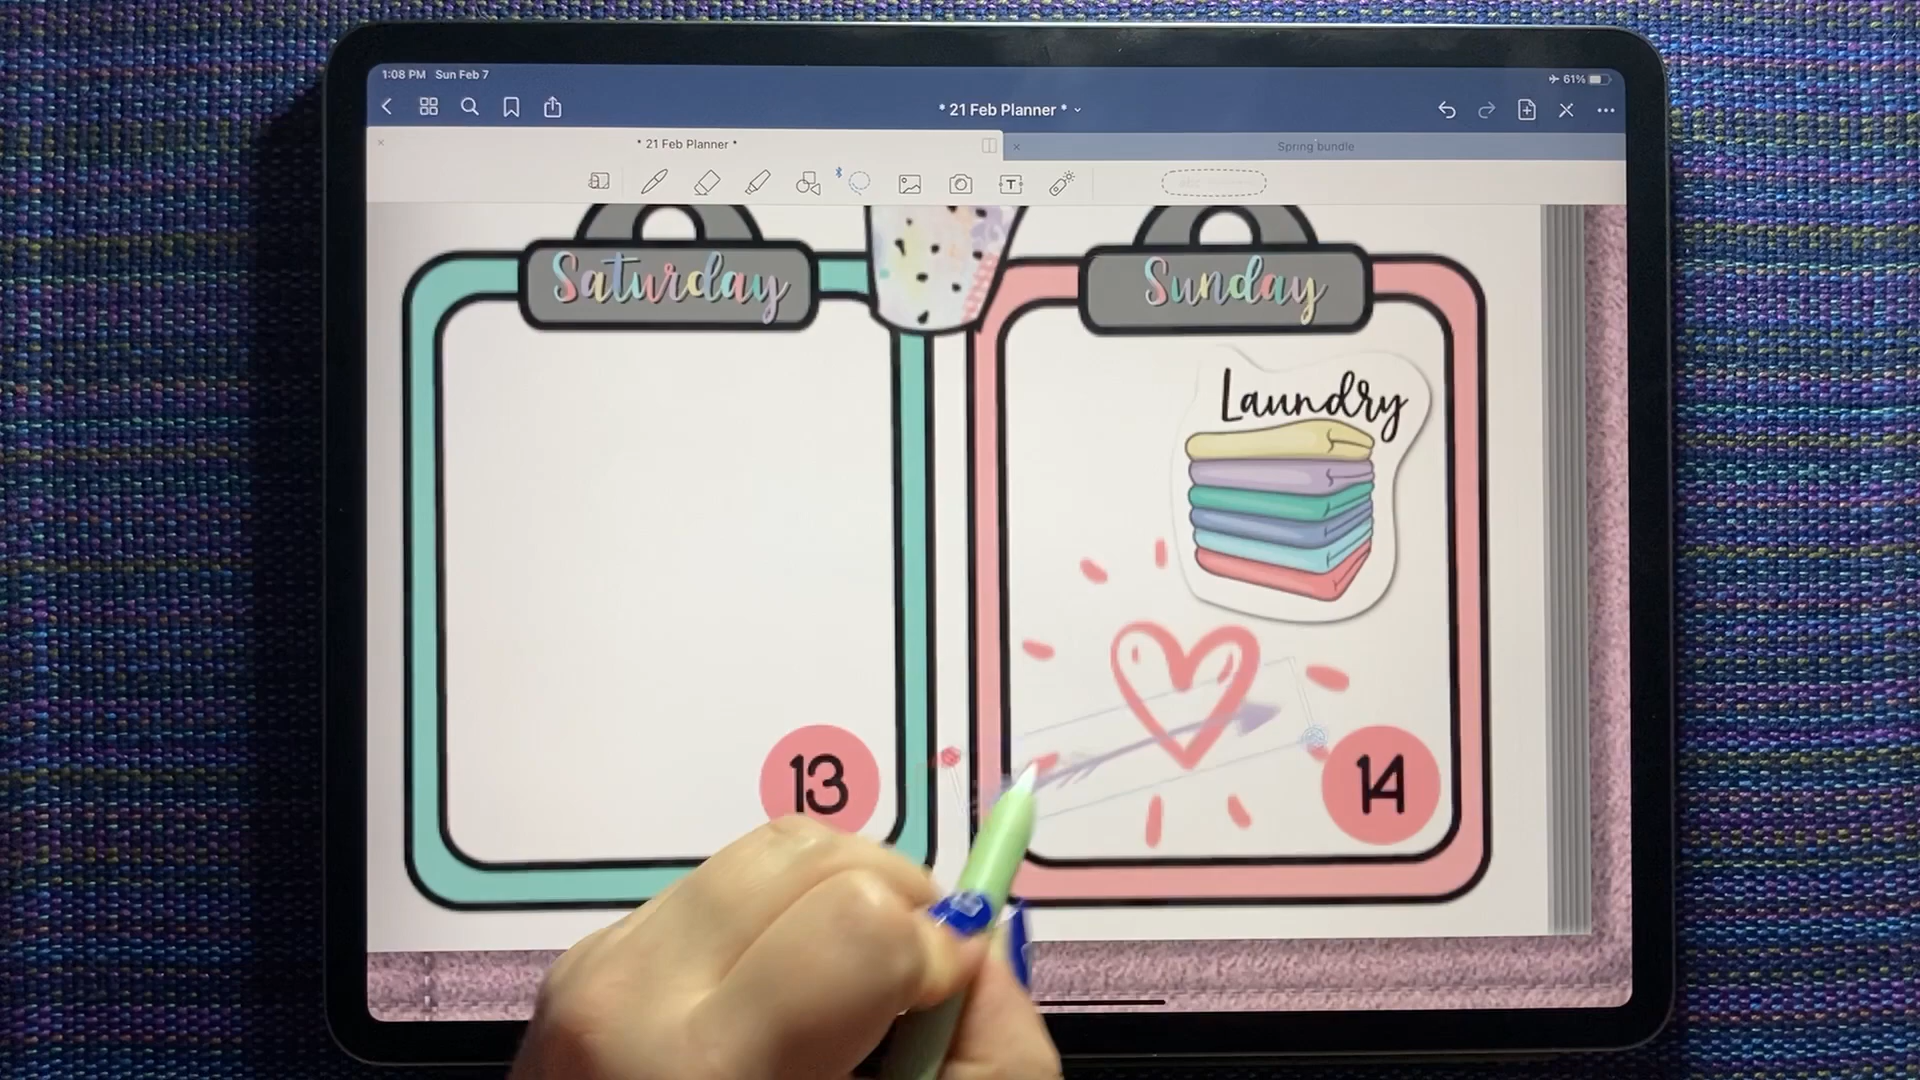 1:08 PM Sun Feb 7
61%
* 21 Feb Planner *
* 21 Feb Planner *
Spring bundle
T
Saturday
Sunday
Laundry
13
14